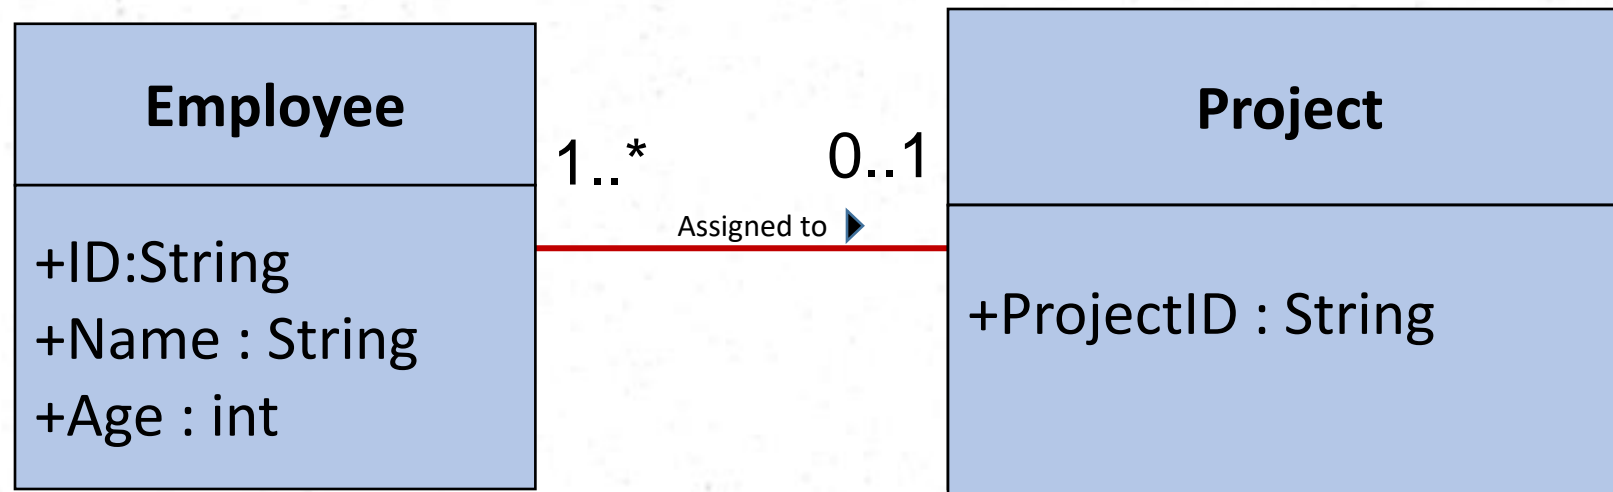 Employee
+ID:String
+Name : String
+Age : int
1..*
0..1
Assigned to
Project
+ProjectID : String